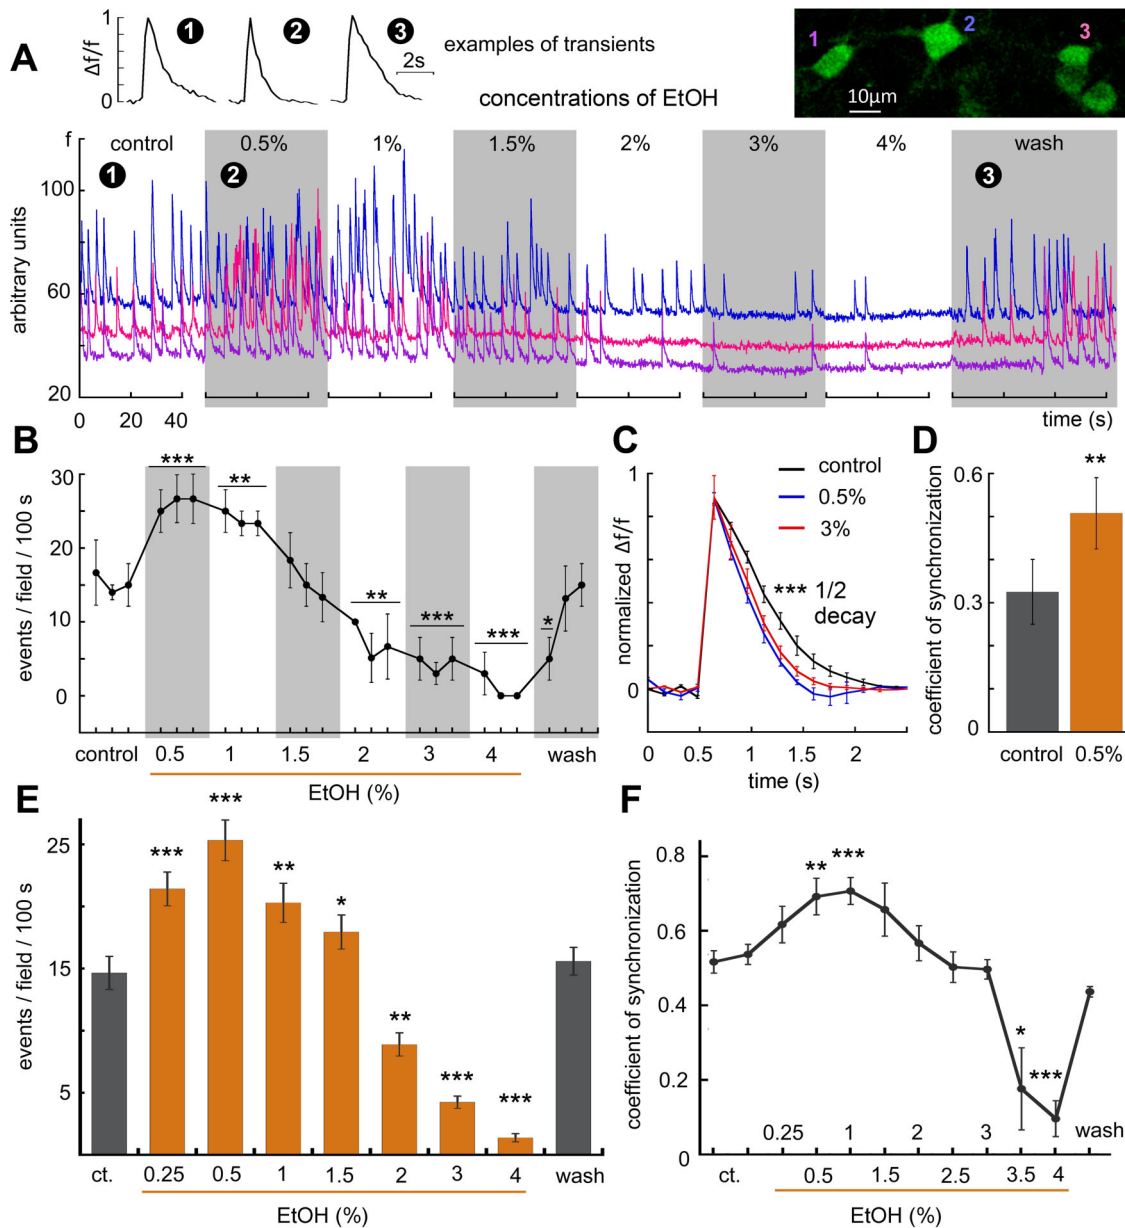 A
Δf/f
1
0
1
2
3
2s
examples of transients
concentrations of EtOH
1
2
3
10μm
f
control
0.5%
1%
1.5%
2%
3%
4%
wash
1
2
3
arbitrary units
100
60
20
0
20
40
time (s)
B
events / field / 100 s
30
20
10
0
***
**
**
***
***
*
control
0.5
1
1.5
2
3
4
wash
EtOH (%)
C
normalized Δf/f
1
0
control
0.5%
3%
*** 1/2
decay
0
0.5
1
1.5
2
time (s)
D
coefficient of synchronization
0.6
0.3
0
**
control
0.5%
E
events / field / 100 s
25
15
5
***
***
**
*
**
***
***
ct.
0.25
0.5
1
1.5
2
3
4
wash
EtOH (%)
F
coefficient of synchronization
0.8
0.6
0.4
0.2
0
**
***
*
***
0.25
1
2
3
wash
ct.
0.5
1.5
2.5
3.5
4
EtOH (%)